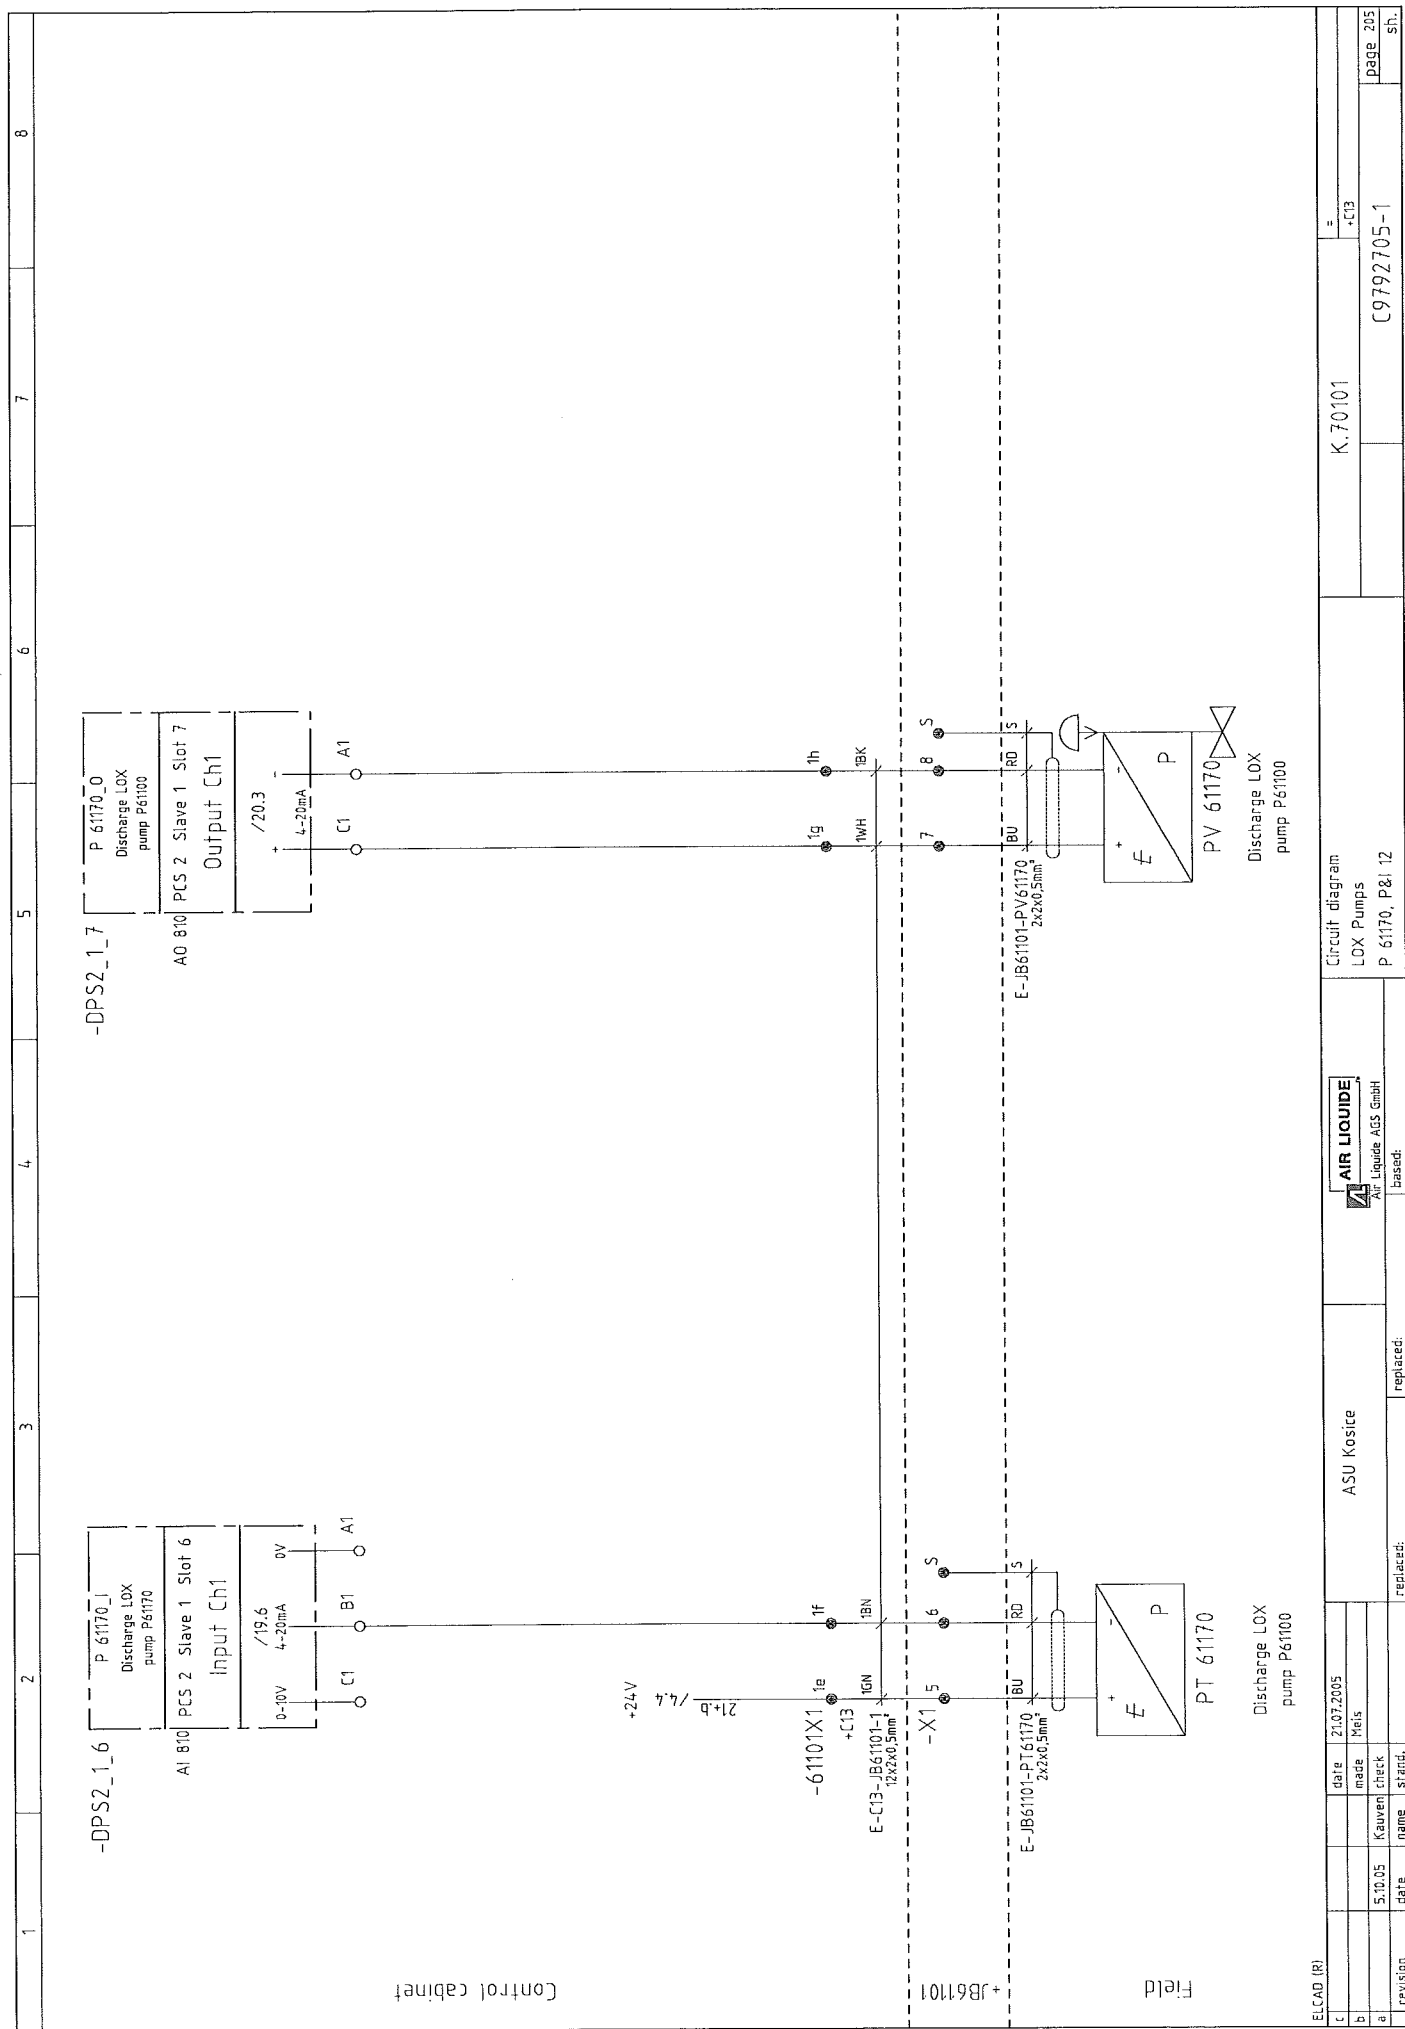 1 2 3 4 5 6 7 8
-DPS2_1_6
P 61170_I
Discharge LOX
pump P61170
AI 810 PCS 2 Slave 1 Slot 6
Input Ch1
/19.6
0-10V 4-20mA 0V
C1 B1 A1
-DPS2_1_7
P 61170_O
Discharge LOX
pump P61100
AO 810 PCS 2 Slave 1 Slot 7
Output Ch1
/20.3
+ 4-20mA -
C1 A1
Control cabinet
+24V
/4.4
21+.b
-61101X1 1e 1f 1g 1h
+C13
1GN 1BN 1WH 1BK
E-C13-JB61101-1
12x2x0,5mm²
+JB61101
-X1 5 6 S 7 8 S
Field
BU RD S
E-JB61101-PT61170
2x2x0,5mm²
+ -
E P
PT 61170
Discharge LOX
pump P61100
BU RD S
E-JB61101-PV61170
2x2x0,5mm²
+ -
E P
PV 61170
Discharge LOX
pump P61100
ELCAD (R)
c date 21.07.2005
b made Meis
a 5.10.05 Kauven check
revision date name stand.
ASU Kosice
replaced: replaced:
AIR LIQUIDE
Air Liquide AGS GmbH
based:
Circuit diagram
LOX Pumps
P 61170, P&I 12
K.70101
=
+C13
C9792705-1
page 205
sh.